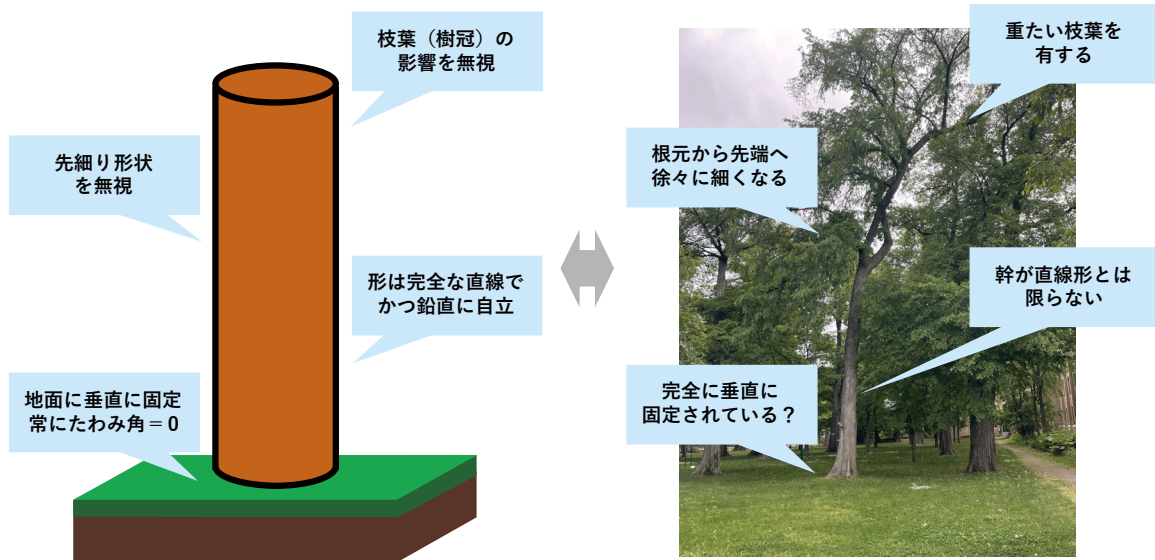 枝葉（樹冠）の
影響を無視
先細り形状
を無視
形は完全な直線で
かつ鉛直に自立
地面に垂直に固定
常にたわみ角＝0
重たい枝葉を
有する
根元から先端へ
徐々に細くなる
幹が直線形とは
限らない
完全に垂直に
固定されている？